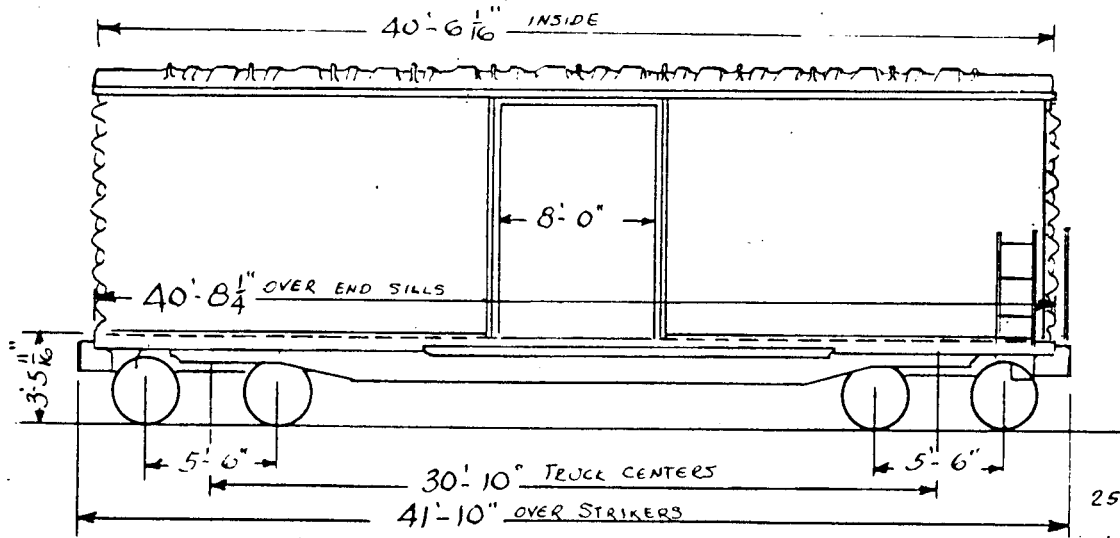 40'-6 1/16" INSIDE
8'-0"
40'-8 1/4" OVER END SILLS
3'-5 11/16"
5'-6"
5'-6"
30'-10" TRUCK CENTERS
41'-10" OVER STRIKERS
25